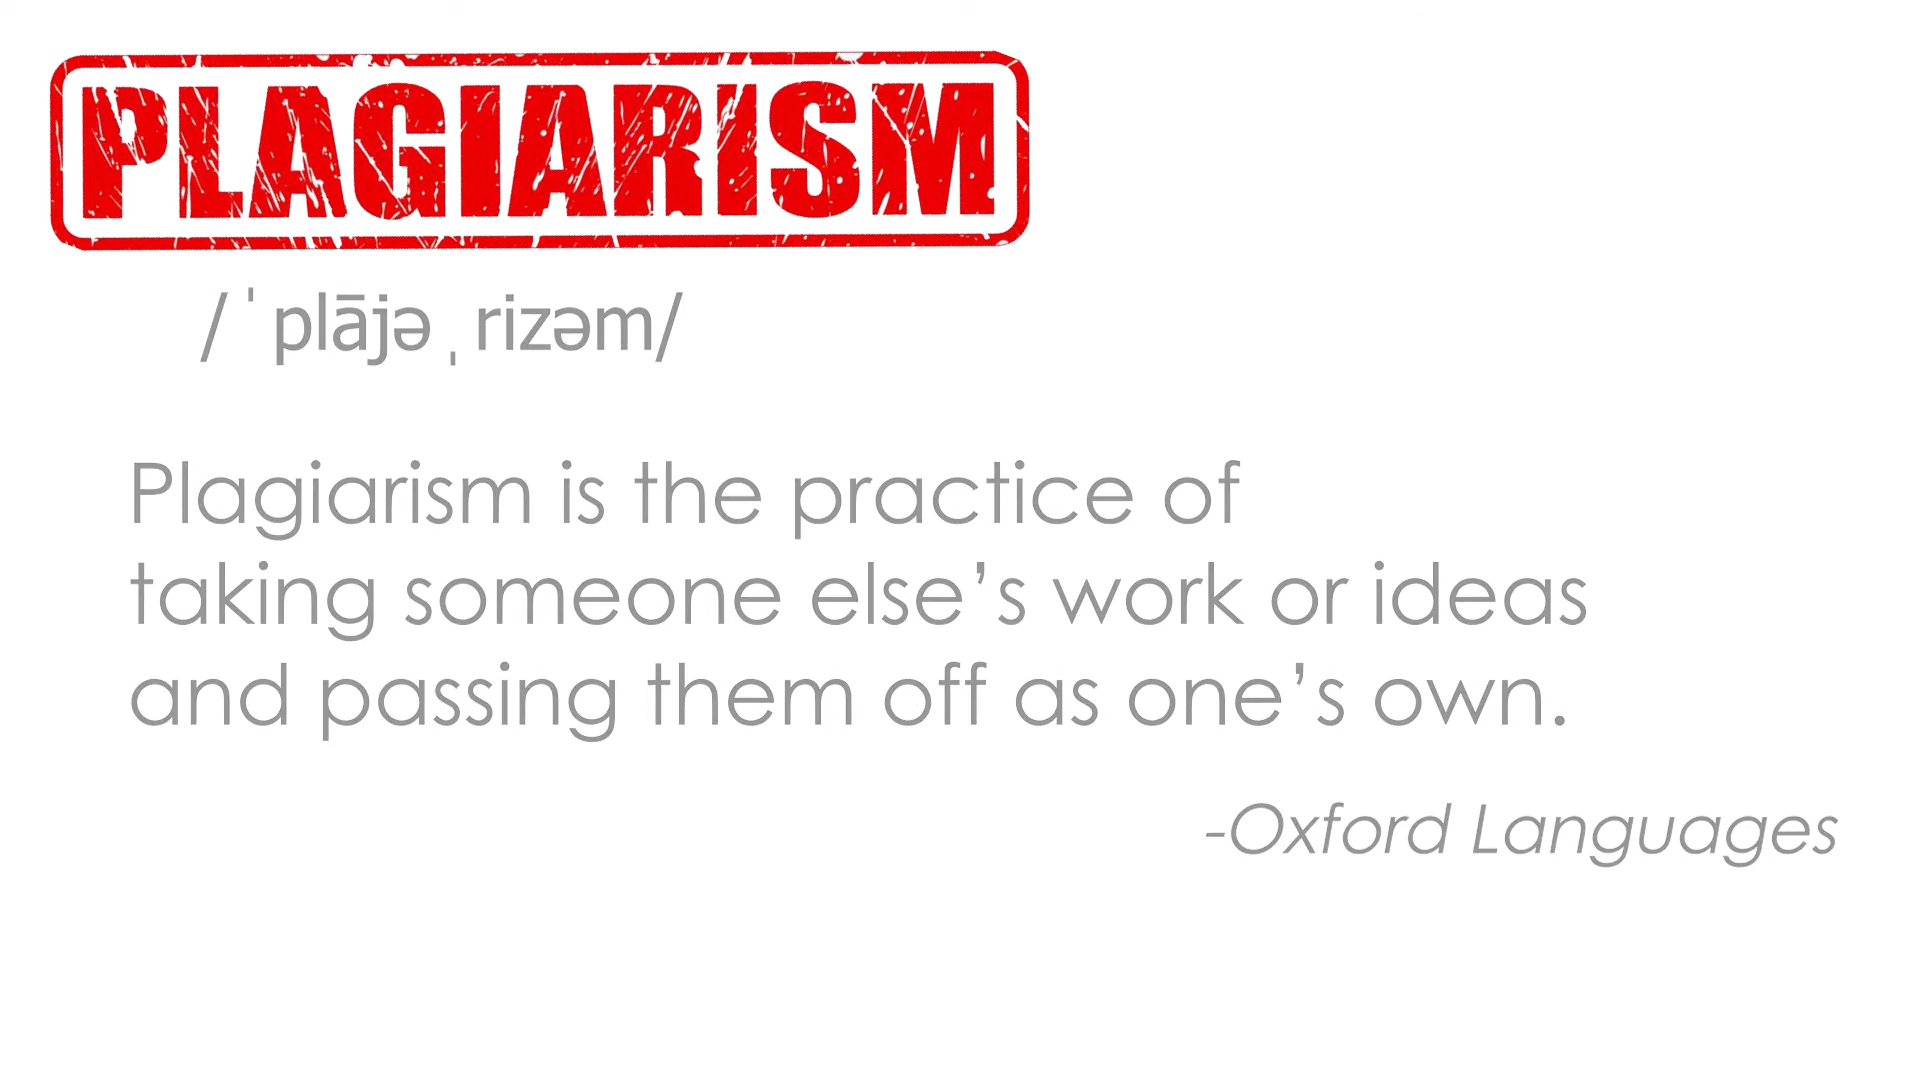 PLAGIARISM
/ˈplājəˌrizəm/
Plagiarism is the practice of
taking someone else’s work or ideas
and passing them off as one’s own.
-Oxford Languages